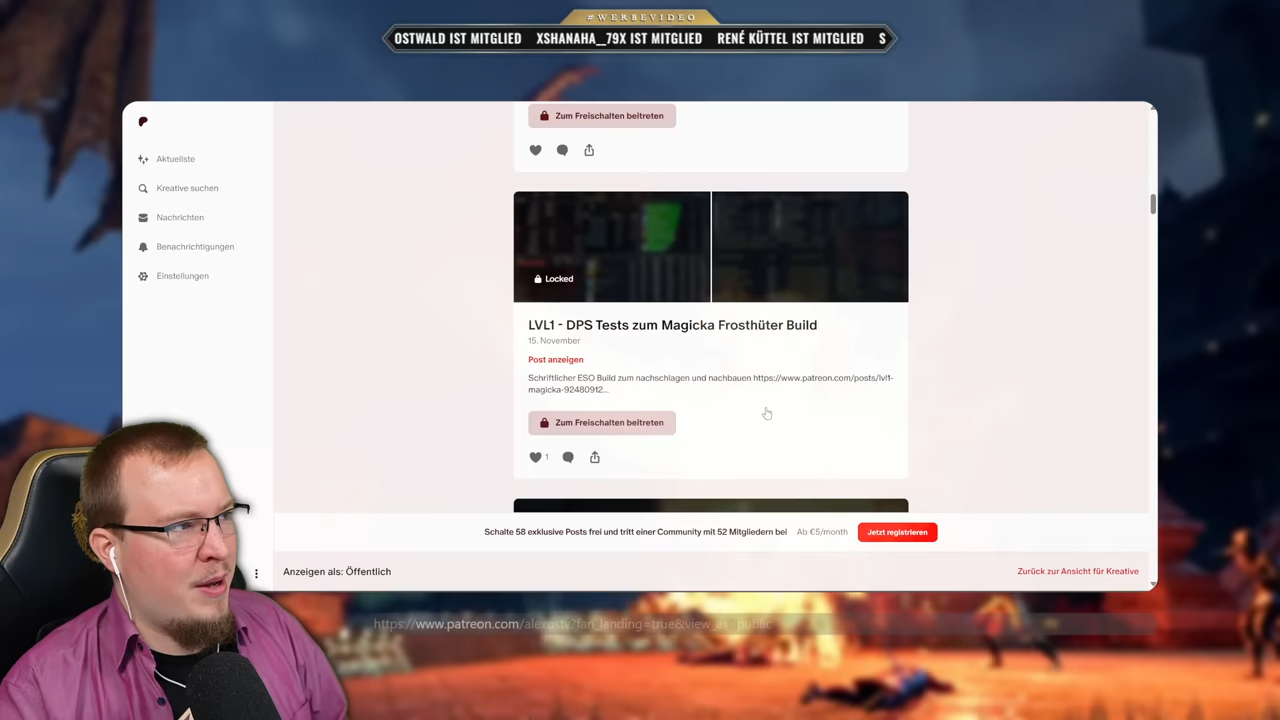 #WERBEVIDEO
OSTWALD IST MITGLIED XSHANAHA_79X IST MITGLIED RENÉ KÜTTEL IST MITGLIED S
Zum Freischalten beitreten
Aktuellste
Kreative suchen
Nachrichten
Benachrichtigungen
Einstellungen
Locked
LVL1 - DPS Tests zum Magicka Frosthüter Build
15. November
Post anzeigen
Schriftlicher ESO Build zum nachschlagen und nachbauen https://www.patreon.com/posts/lvl1-
magicka-92480912...
Zum Freischalten beitreten
1
Schalte 58 exklusive Posts frei und tritt einer Community mit 52 Mitgliedern bei Ab €5/month Jetzt registrieren
Anzeigen als: Öffentlich Zurück zur Ansicht für Kreative
https://www.patreon.com/alexosty?fan_landing=true&view_as=public